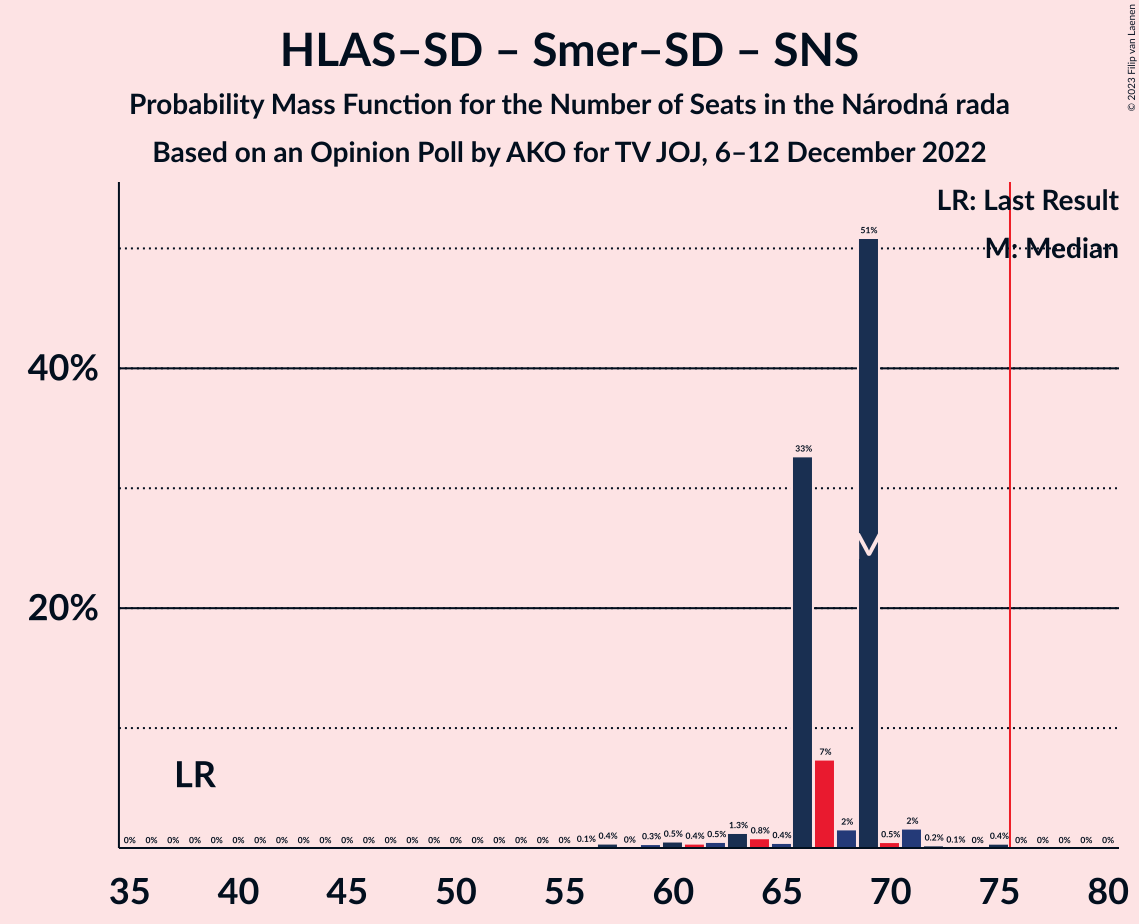 HLAS–SD – Smer–SD – SNS
Probability Mass Function for the Number of Seats in the Národná rada
Based on an Opinion Poll by AKO for TV JOJ, 6–12 December 2022
© 2023 Filip van Laenen
LR: Last Result
M: Median
51%
40%
33%
20%
7%
LR
0% 0% 0% 0% 0% 0% 0% 0% 0% 0% 0% 0% 0% 0% 0% 0% 0% 0% 0% 0% 0% 0.1% 0.4% 0% 0.3% 0.5% 0.4% 0.5% 1.3% 0.8% 0.4% 2% 0.5% 2% 0.2% 0.1% 0% 0.4% 0% 0% 0% 0% 0%
35 40 45 50 55 60 65 70 75 80